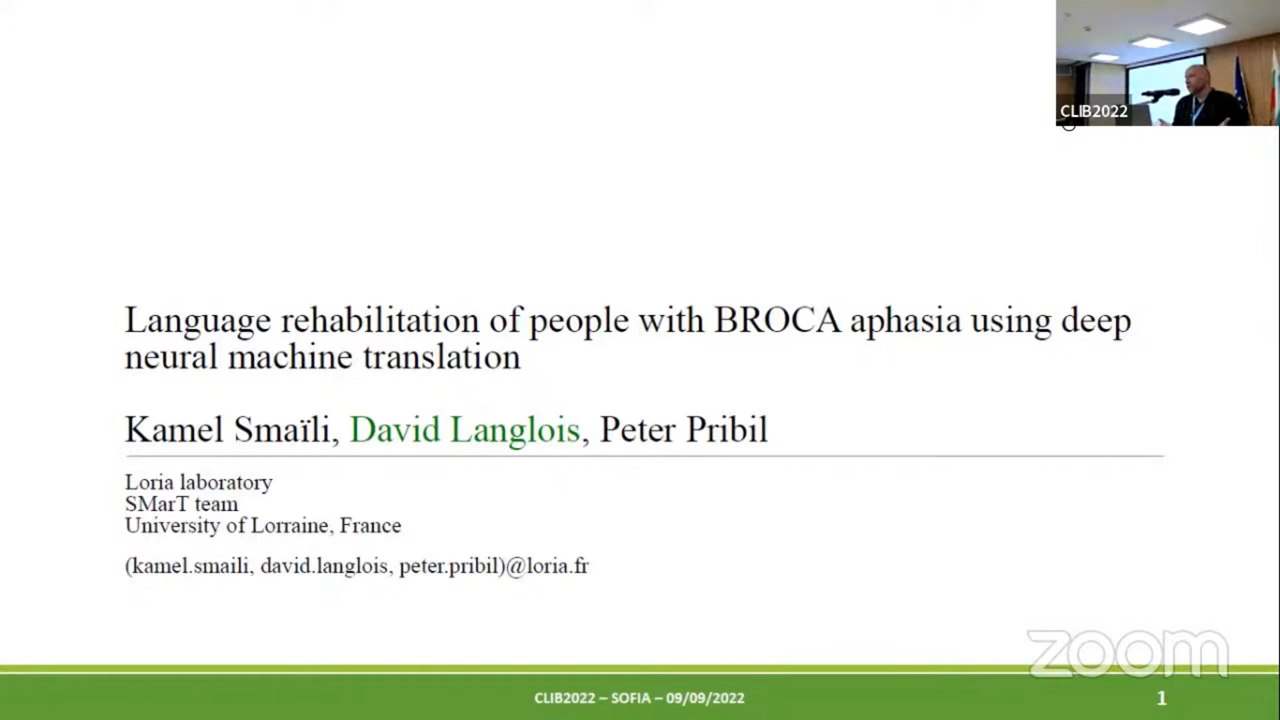 CLIB2022
Language rehabilitation of people with BROCA aphasia using deep
neural machine translation
Kamel Smaïli, David Langlois, Peter Pribil
Loria laboratory
SMarT team
University of Lorraine, France
(kamel.smaili, david.langlois, peter.pribil)@loria.fr
zoom
CLIB2022 – SOFIA – 09/09/2022
1